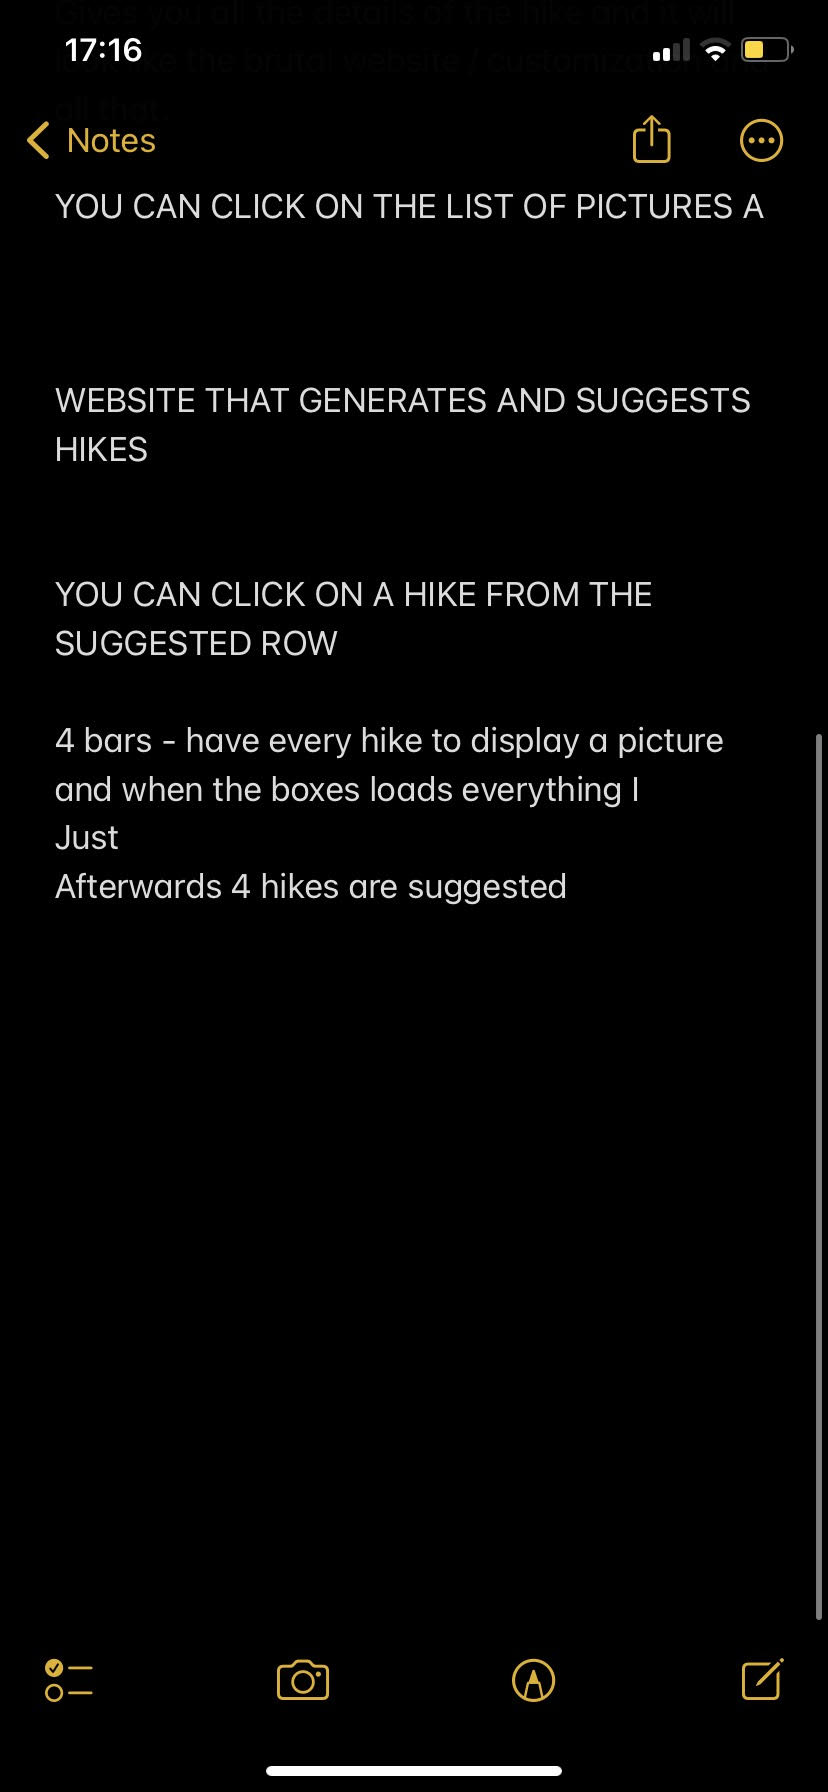 Gives you all the details of the hike and it will
17:16
like the brutal website / customization and
all that.
Notes
YOU CAN CLICK ON THE LIST OF PICTURES A
WEBSITE THAT GENERATES AND SUGGESTS
HIKES
YOU CAN CLICK ON A HIKE FROM THE
SUGGESTED ROW
4 bars - have every hike to display a picture
and when the boxes loads everything I
Just
Afterwards 4 hikes are suggested